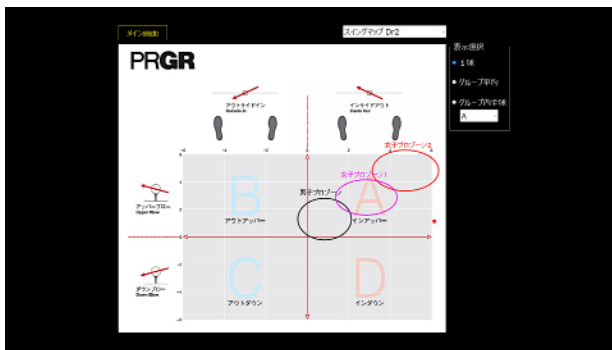 メイン画面
スイングマップ Dr2
表示選択
1球
グループ平均
グループ内全球
A
PRGR
アウトサイドイン
Outside In
インサイドアウト
Inside Out
女子プロゾーン2
女子プロゾーン1
男子プロゾーン
B
A
アッパーブロー
Upper Blow
アウトアッパー
インアッパー
C
D
ダウンブロー
Down Blow
アウトダウン
インダウン